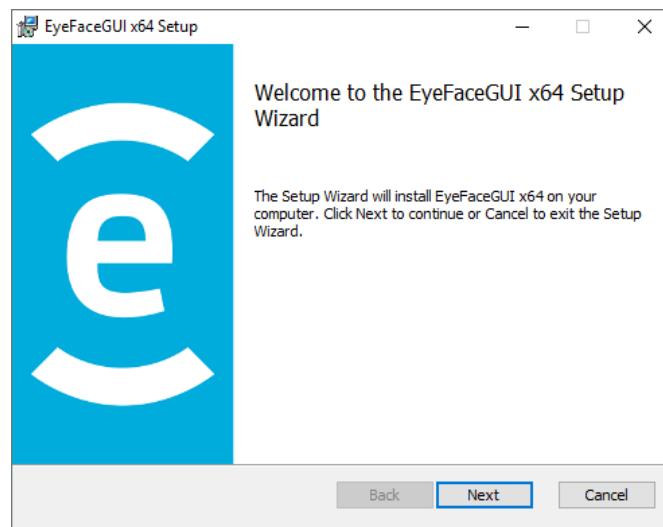 EyeFaceGUI x64 Setup
Welcome to the EyeFaceGUI x64 Setup
Wizard
The Setup Wizard will install EyeFaceGUI x64 on your
computer. Click Next to continue or Cancel to exit the Setup
Wizard.
e
Back Next Cancel